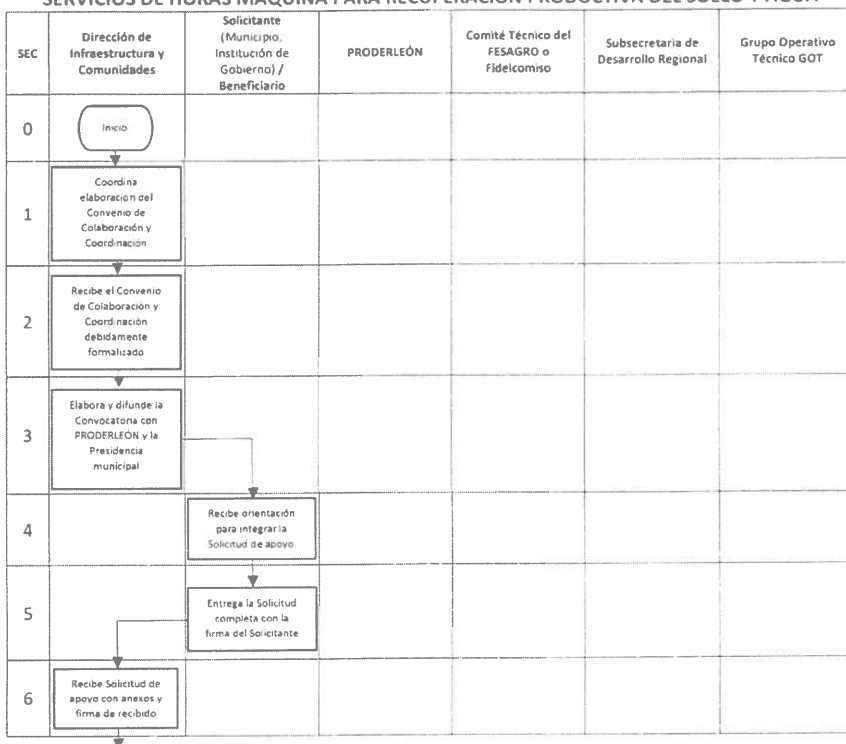 SERVICIOS DE HORAS MÁQUINA PARA RECUPERACIÓN PRODUCTIVA DEL SUELO Y AGUA
SEC
Dirección de
Infraestructura y
Comunidades
Solicitante
(Municipio,
Institución de
Gobierno) /
Beneficiario
PRODERLEÓN
Comité Técnico del
FESAGRO o
Fideicomiso
Subsecretaria de
Desarrollo Regional
Grupo Operativo
Técnico GOT
0
Inicio
1
Coordina
elaboracion del
Convenio de
Colaboración y
Coordinación
2
Recibe el Convenio
de Colaboración y
Coordinación
debidamente
formalizado
3
Elabora y difunde la
Convocatoria con
PRODERLEÓN y la
Presidencia
municipal
4
Recibe orientación
para integrar la
Solicitud de apoyo
5
Entrega la Solicitud
completa con la
firma del Solicitante
6
Recibe Solicitud de
apoyo con anexos y
firma de recibido